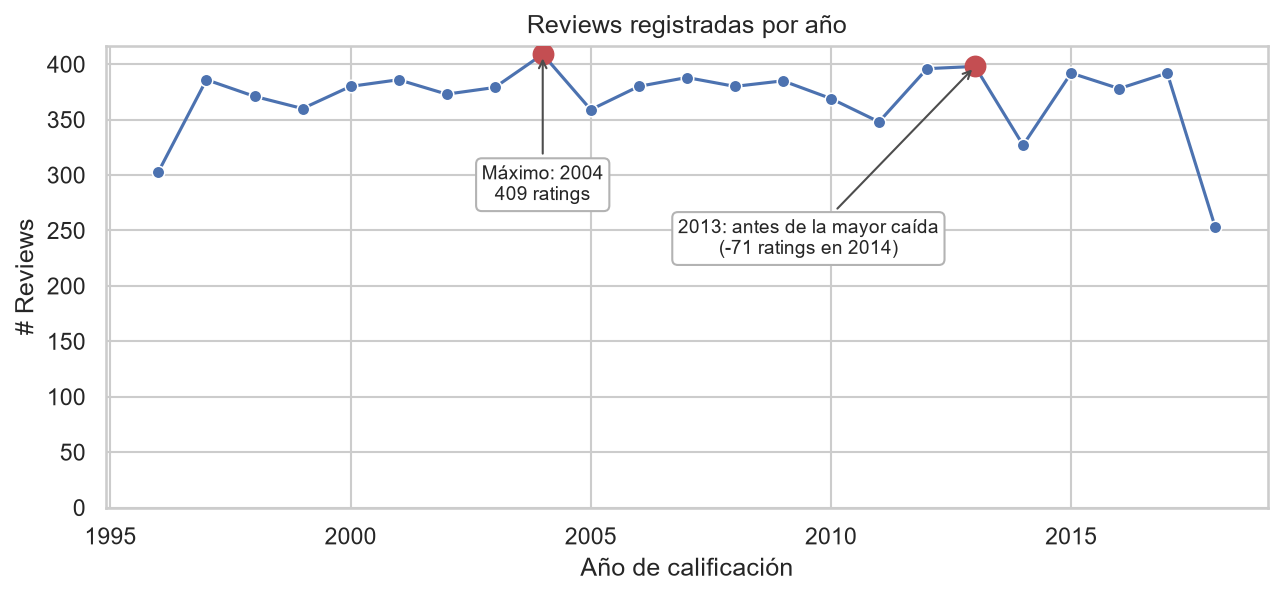 Reviews registradas por año
# Reviews
400
350
300
250
200
150
100
50
0
Máximo: 2004
409 ratings
2013: antes de la mayor caída
(-71 ratings en 2014)
1995
2000
2005
2010
2015
Año de calificación